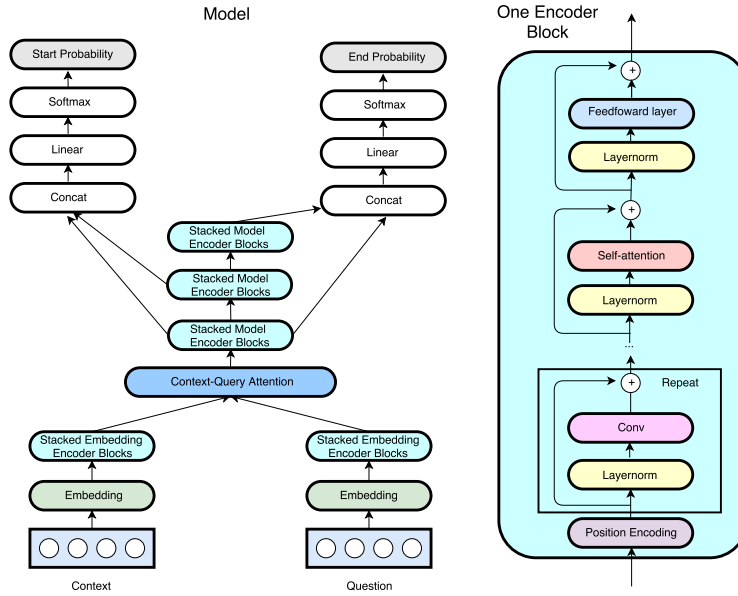 Model
Start Probability
Softmax
Linear
Concat
End Probability
Softmax
Linear
Concat
Stacked Model
Encoder Blocks
Stacked Model
Encoder Blocks
Stacked Model
Encoder Blocks
Context-Query Attention
Stacked Embedding
Encoder Blocks
Stacked Embedding
Encoder Blocks
Embedding
Embedding
Context
Question
One Encoder
Block
+
Feedfoward layer
Layernorm
+
Self-attention
Layernorm
...
+
Repeat
Conv
Layernorm
Position Encoding